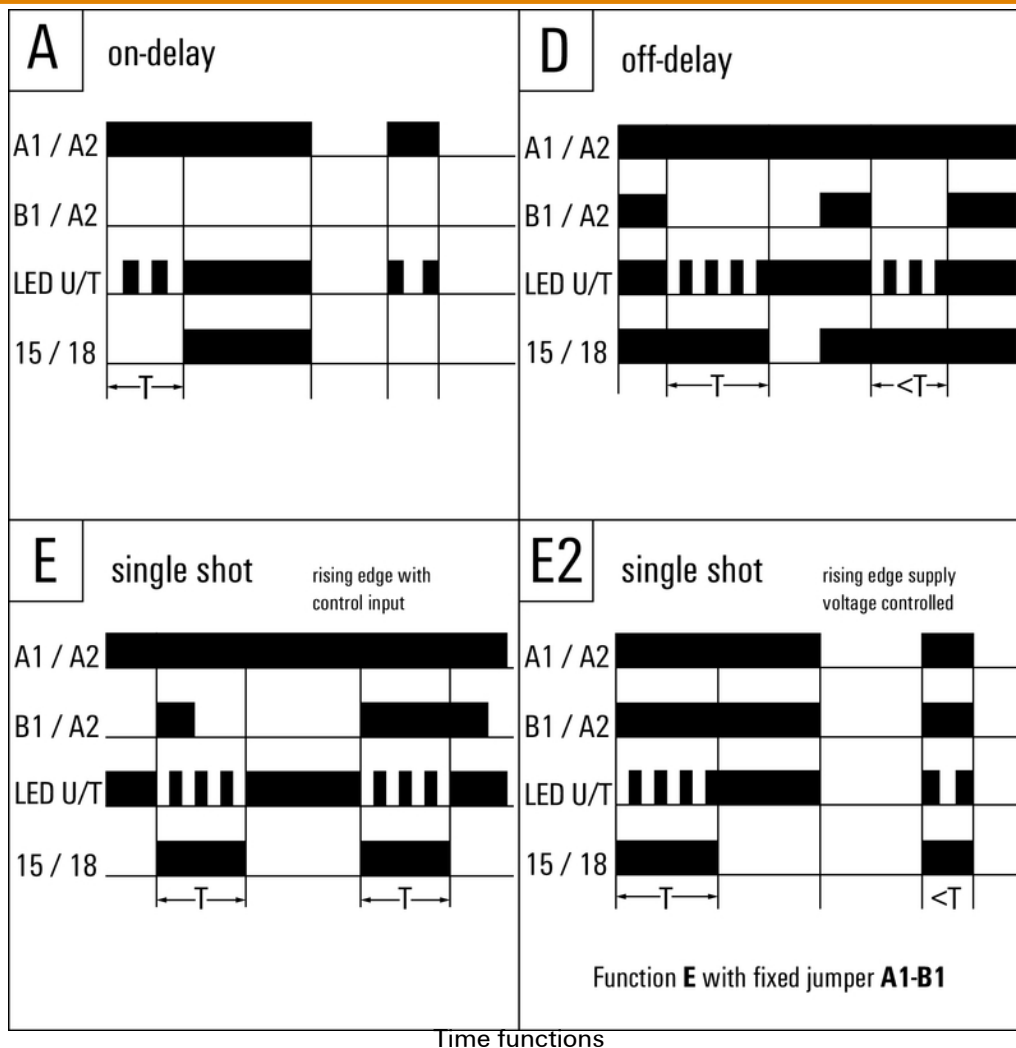 A on-delay
A1 / A2
B1 / A2
LED U/T
15 / 18
T
D off-delay
A1 / A2
B1 / A2
LED U/T
15 / 18
T <T
E single shot rising edge with
control input
A1 / A2
B1 / A2
LED U/T
15 / 18
T T
E2 single shot rising edge supply
voltage controlled
A1 / A2
B1 / A2
LED U/T
15 / 18
T <T
Function E with fixed jumper A1-B1
Time functions